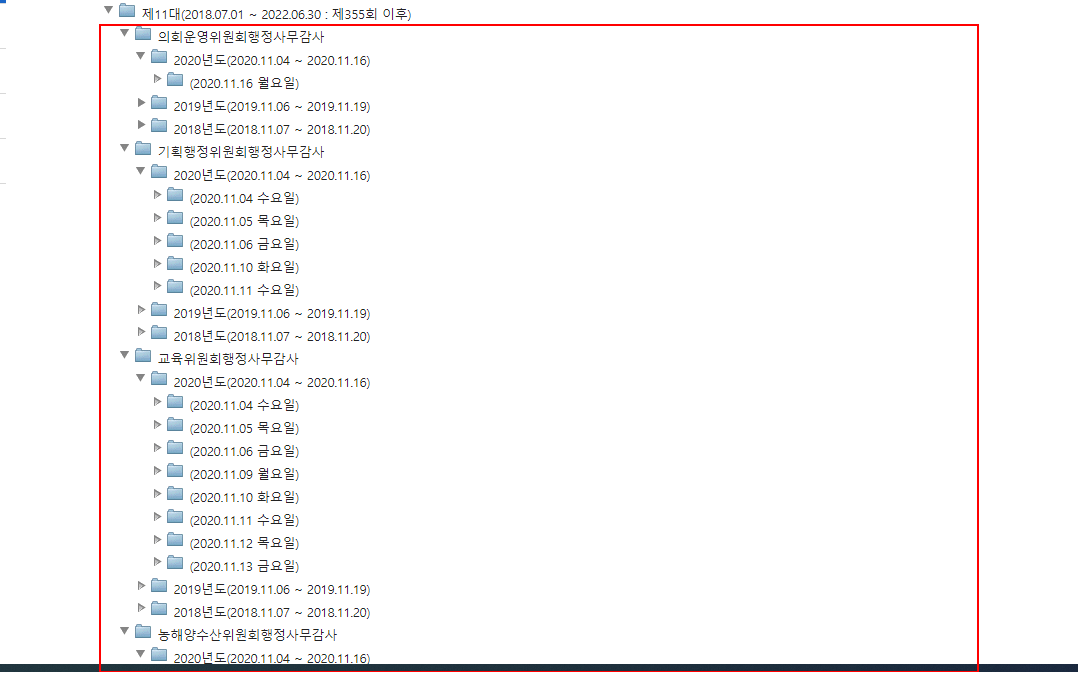 제11대(2018.07.01 ~ 2022.06.30 : 제355회 이후)
의회운영위원회행정사무감사
2020년도(2020.11.04 ~ 2020.11.16)
(2020.11.16 월요일)
2019년도(2019.11.06 ~ 2019.11.19)
2018년도(2018.11.07 ~ 2018.11.20)
기획행정위원회행정사무감사
2020년도(2020.11.04 ~ 2020.11.16)
(2020.11.04 수요일)
(2020.11.05 목요일)
(2020.11.06 금요일)
(2020.11.10 화요일)
(2020.11.11 수요일)
2019년도(2019.11.06 ~ 2019.11.19)
2018년도(2018.11.07 ~ 2018.11.20)
교육위원회행정사무감사
2020년도(2020.11.04 ~ 2020.11.16)
(2020.11.04 수요일)
(2020.11.05 목요일)
(2020.11.06 금요일)
(2020.11.09 월요일)
(2020.11.10 화요일)
(2020.11.11 수요일)
(2020.11.12 목요일)
(2020.11.13 금요일)
2019년도(2019.11.06 ~ 2019.11.19)
2018년도(2018.11.07 ~ 2018.11.20)
농해양수산위원회행정사무감사
2020년도(2020.11.04 ~ 2020.11.16)